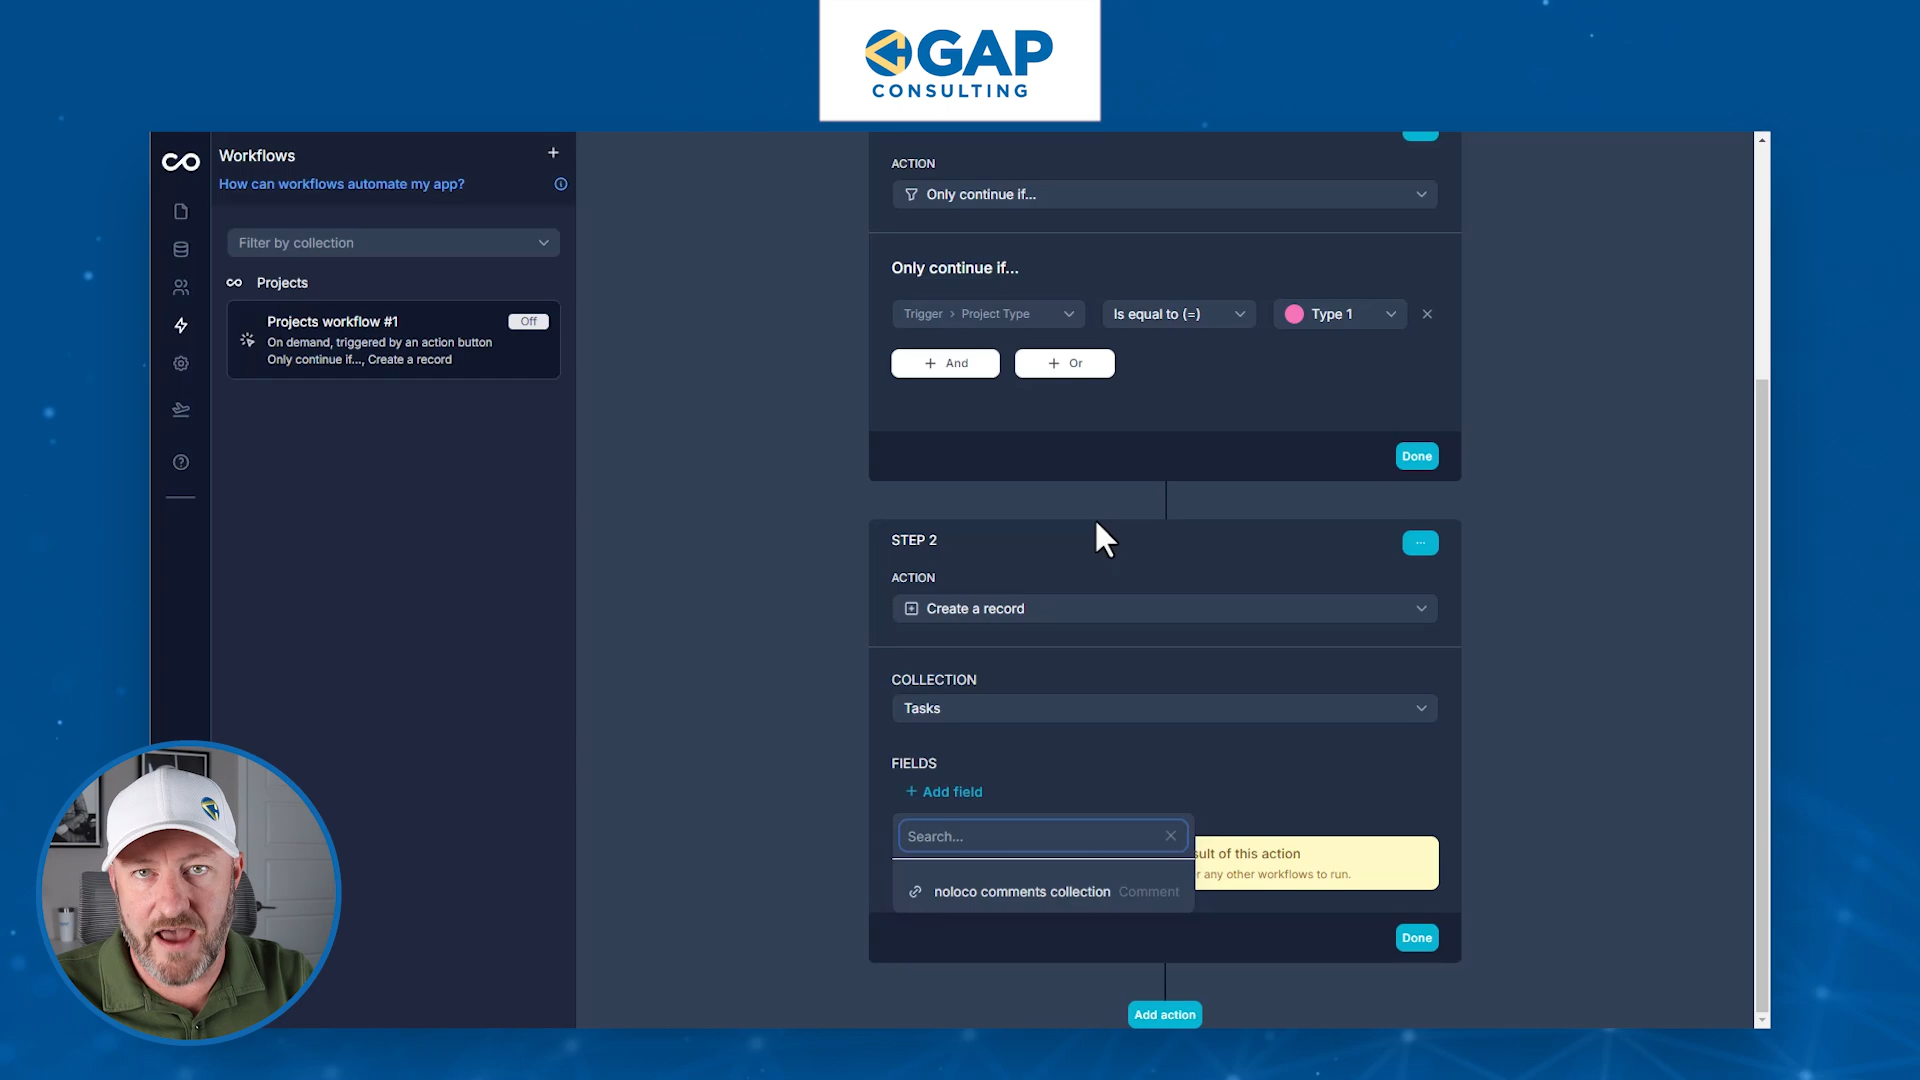 GAP
CONSULTING
Workflows
+
How can workflows automate my app?
Filter by collection
Projects
Projects workflow #1
Off
On demand, triggered by an action button
Only continue if..., Create a record
ACTION
Only continue if...
Only continue if...
Trigger > Project Type
Is equal to (=)
Type 1
+ And
+ Or
Done
STEP 2
...
ACTION
Create a record
COLLECTION
Tasks
FIELDS
+ Add field
Search...
sult of this action
r any other workflows to run.
noloco comments collection Comment
Done
Add action